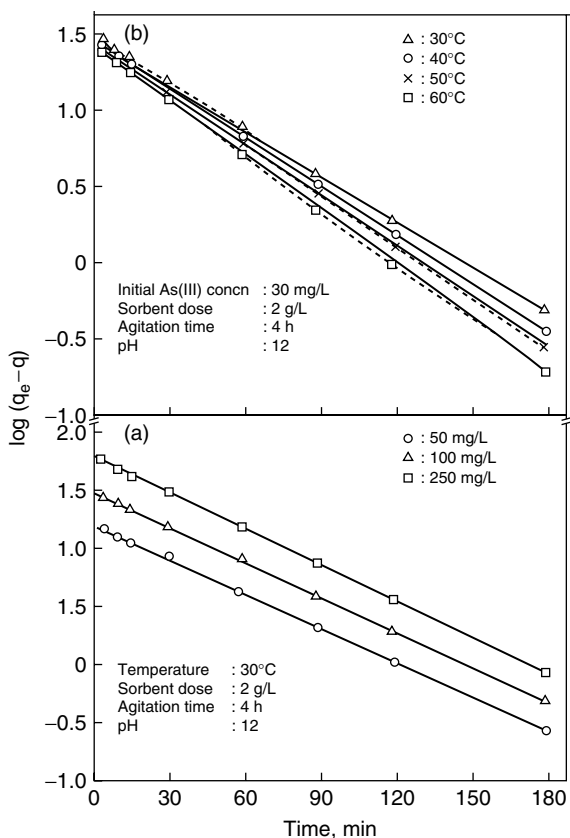 (b)
△ : 30°C
○ : 40°C
× : 50°C
□ : 60°C
1.5
1.0
0.5
0
−0.5
−1.0
Initial As(III) concn : 30 mg/L
Sorbent dose : 2 g/L
Agitation time : 4 h
pH : 12
log (qe−q)
(a)
○ : 50 mg/L
△ : 100 mg/L
□ : 250 mg/L
2.0
1.5
1.0
1.5
0
−0.5
−1.0
Temperature : 30°C
Sorbent dose : 2 g/L
Agitation time : 4 h
pH : 12
0 30 60 90 120 150 180
Time, min